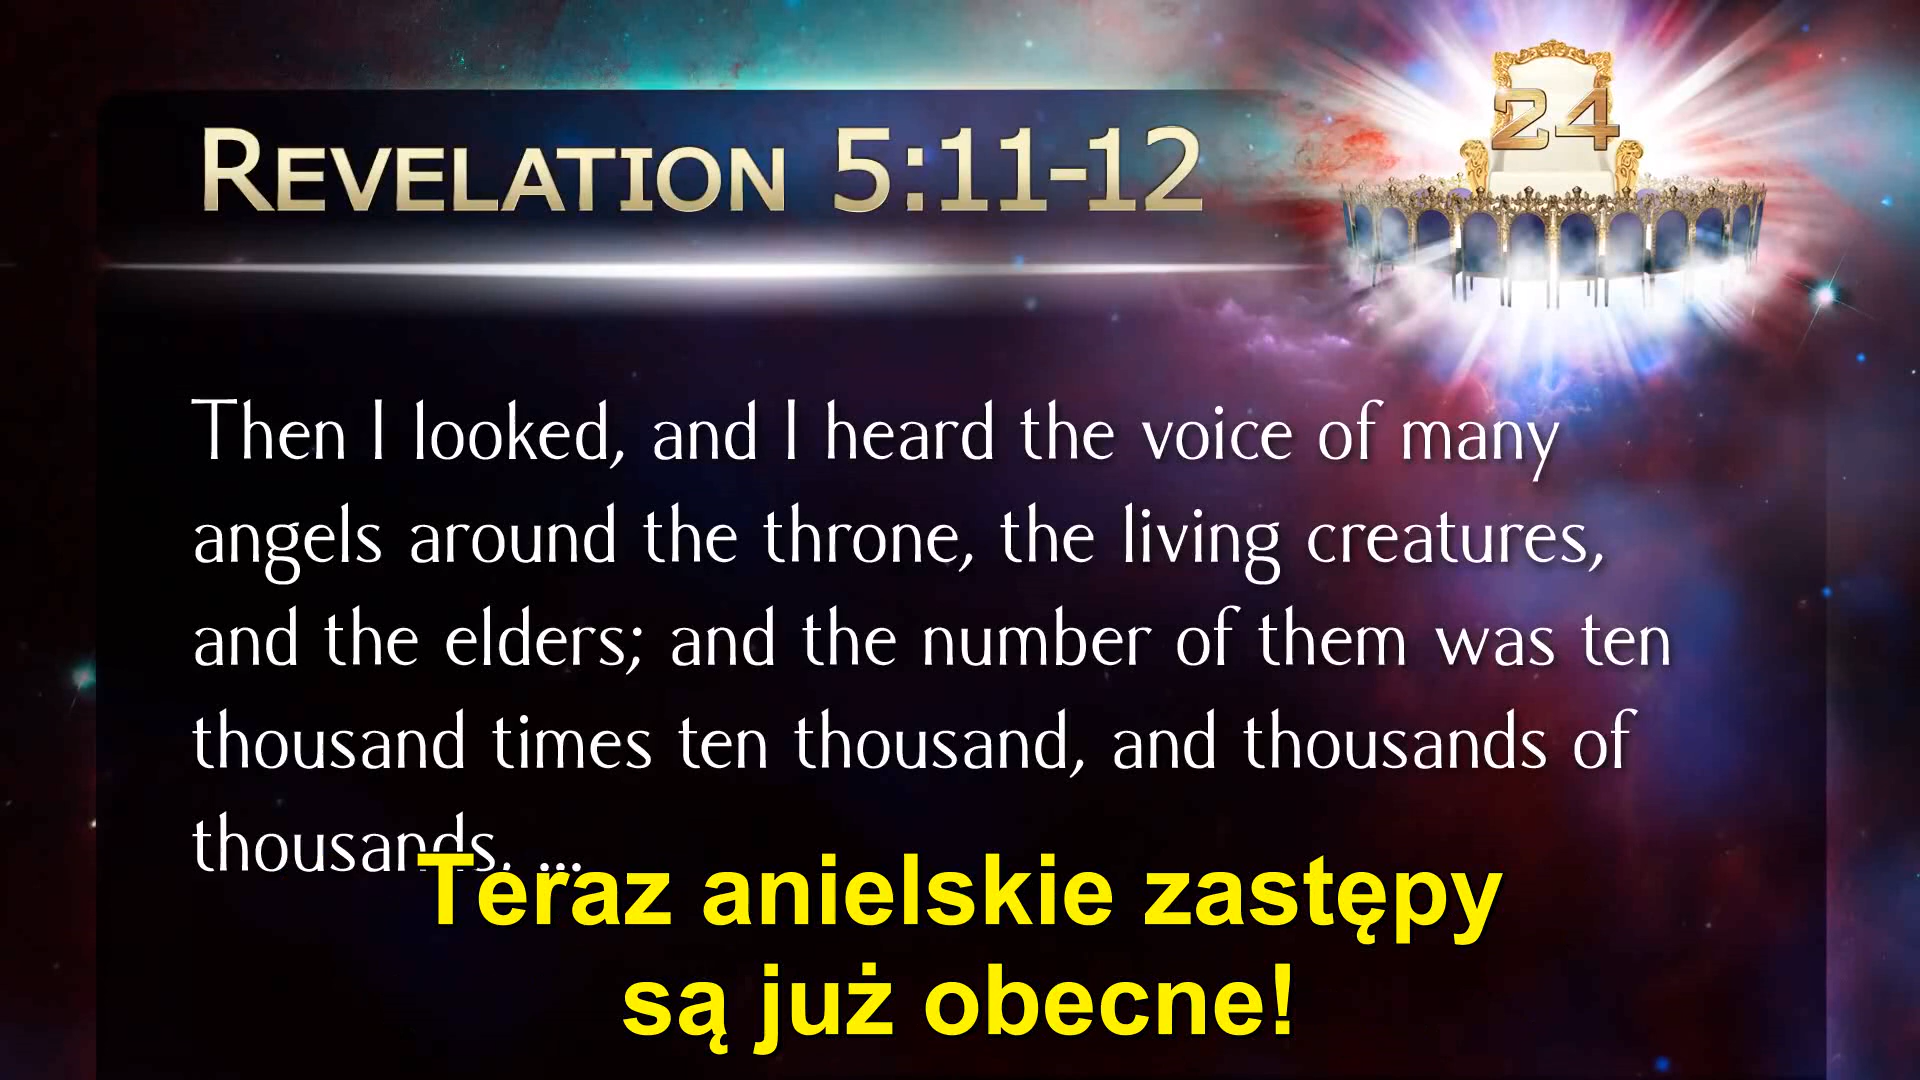 REVELATION 5:11-12
24
Then I looked, and I heard the voice of many
angels around the throne, the living creatures,
and the elders; and the number of them was ten
thousand times ten thousand, and thousands of
thousands, ...
Teraz anielskie zastępy
są już obecne!